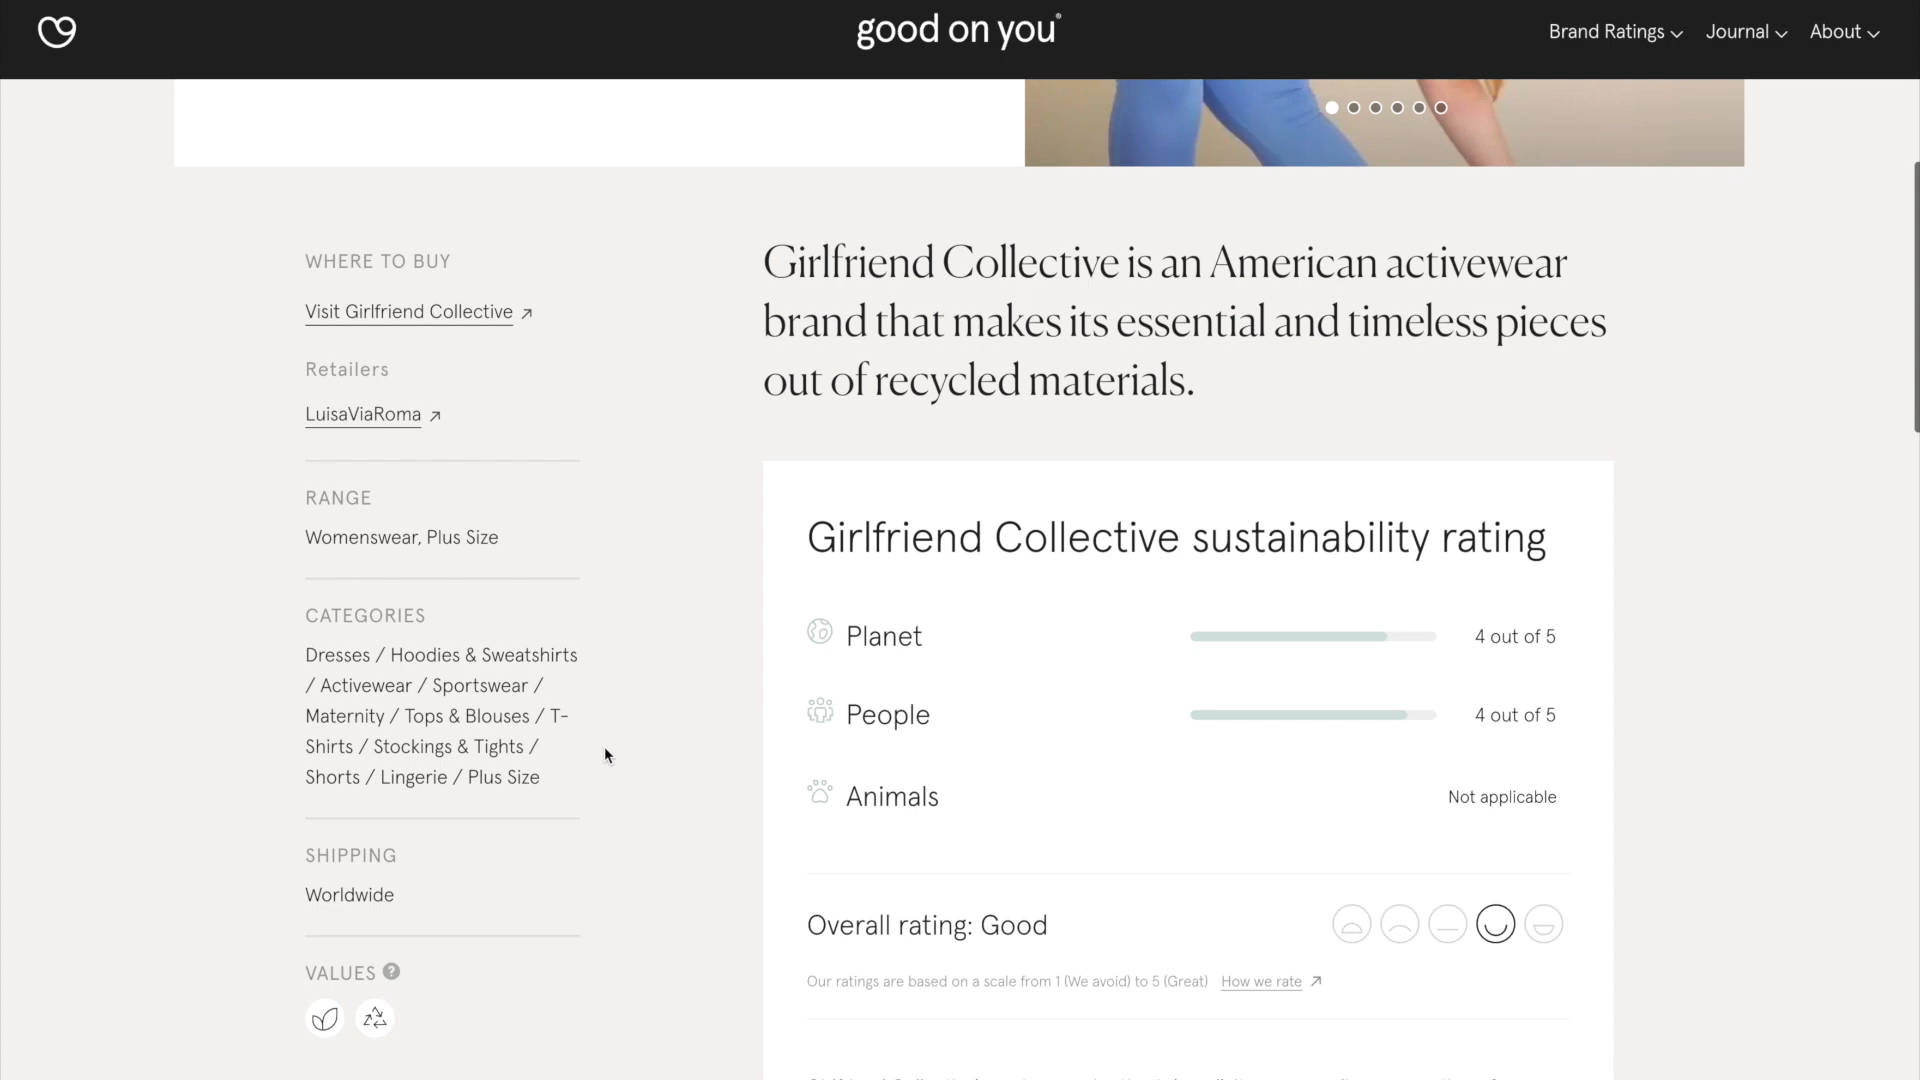 good on you®
Brand Ratings
Journal
About
WHERE TO BUY
Visit Girlfriend Collective
Retailers
LuisaViaRoma
RANGE
Womenswear, Plus Size
CATEGORIES
Dresses / Hoodies & Sweatshirts
/ Activewear / Sportswear /
Maternity / Tops & Blouses / T-
Shirts / Stockings & Tights /
Shorts / Lingerie / Plus Size
SHIPPING
Worldwide
VALUES ?
Girlfriend Collective is an American activewear
brand that makes its essential and timeless pieces
out of recycled materials.
Girlfriend Collective sustainability rating
Planet 4 out of 5
People 4 out of 5
Animals Not applicable
Overall rating: Good
Our ratings are based on a scale from 1 (We avoid) to 5 (Great) How we rate